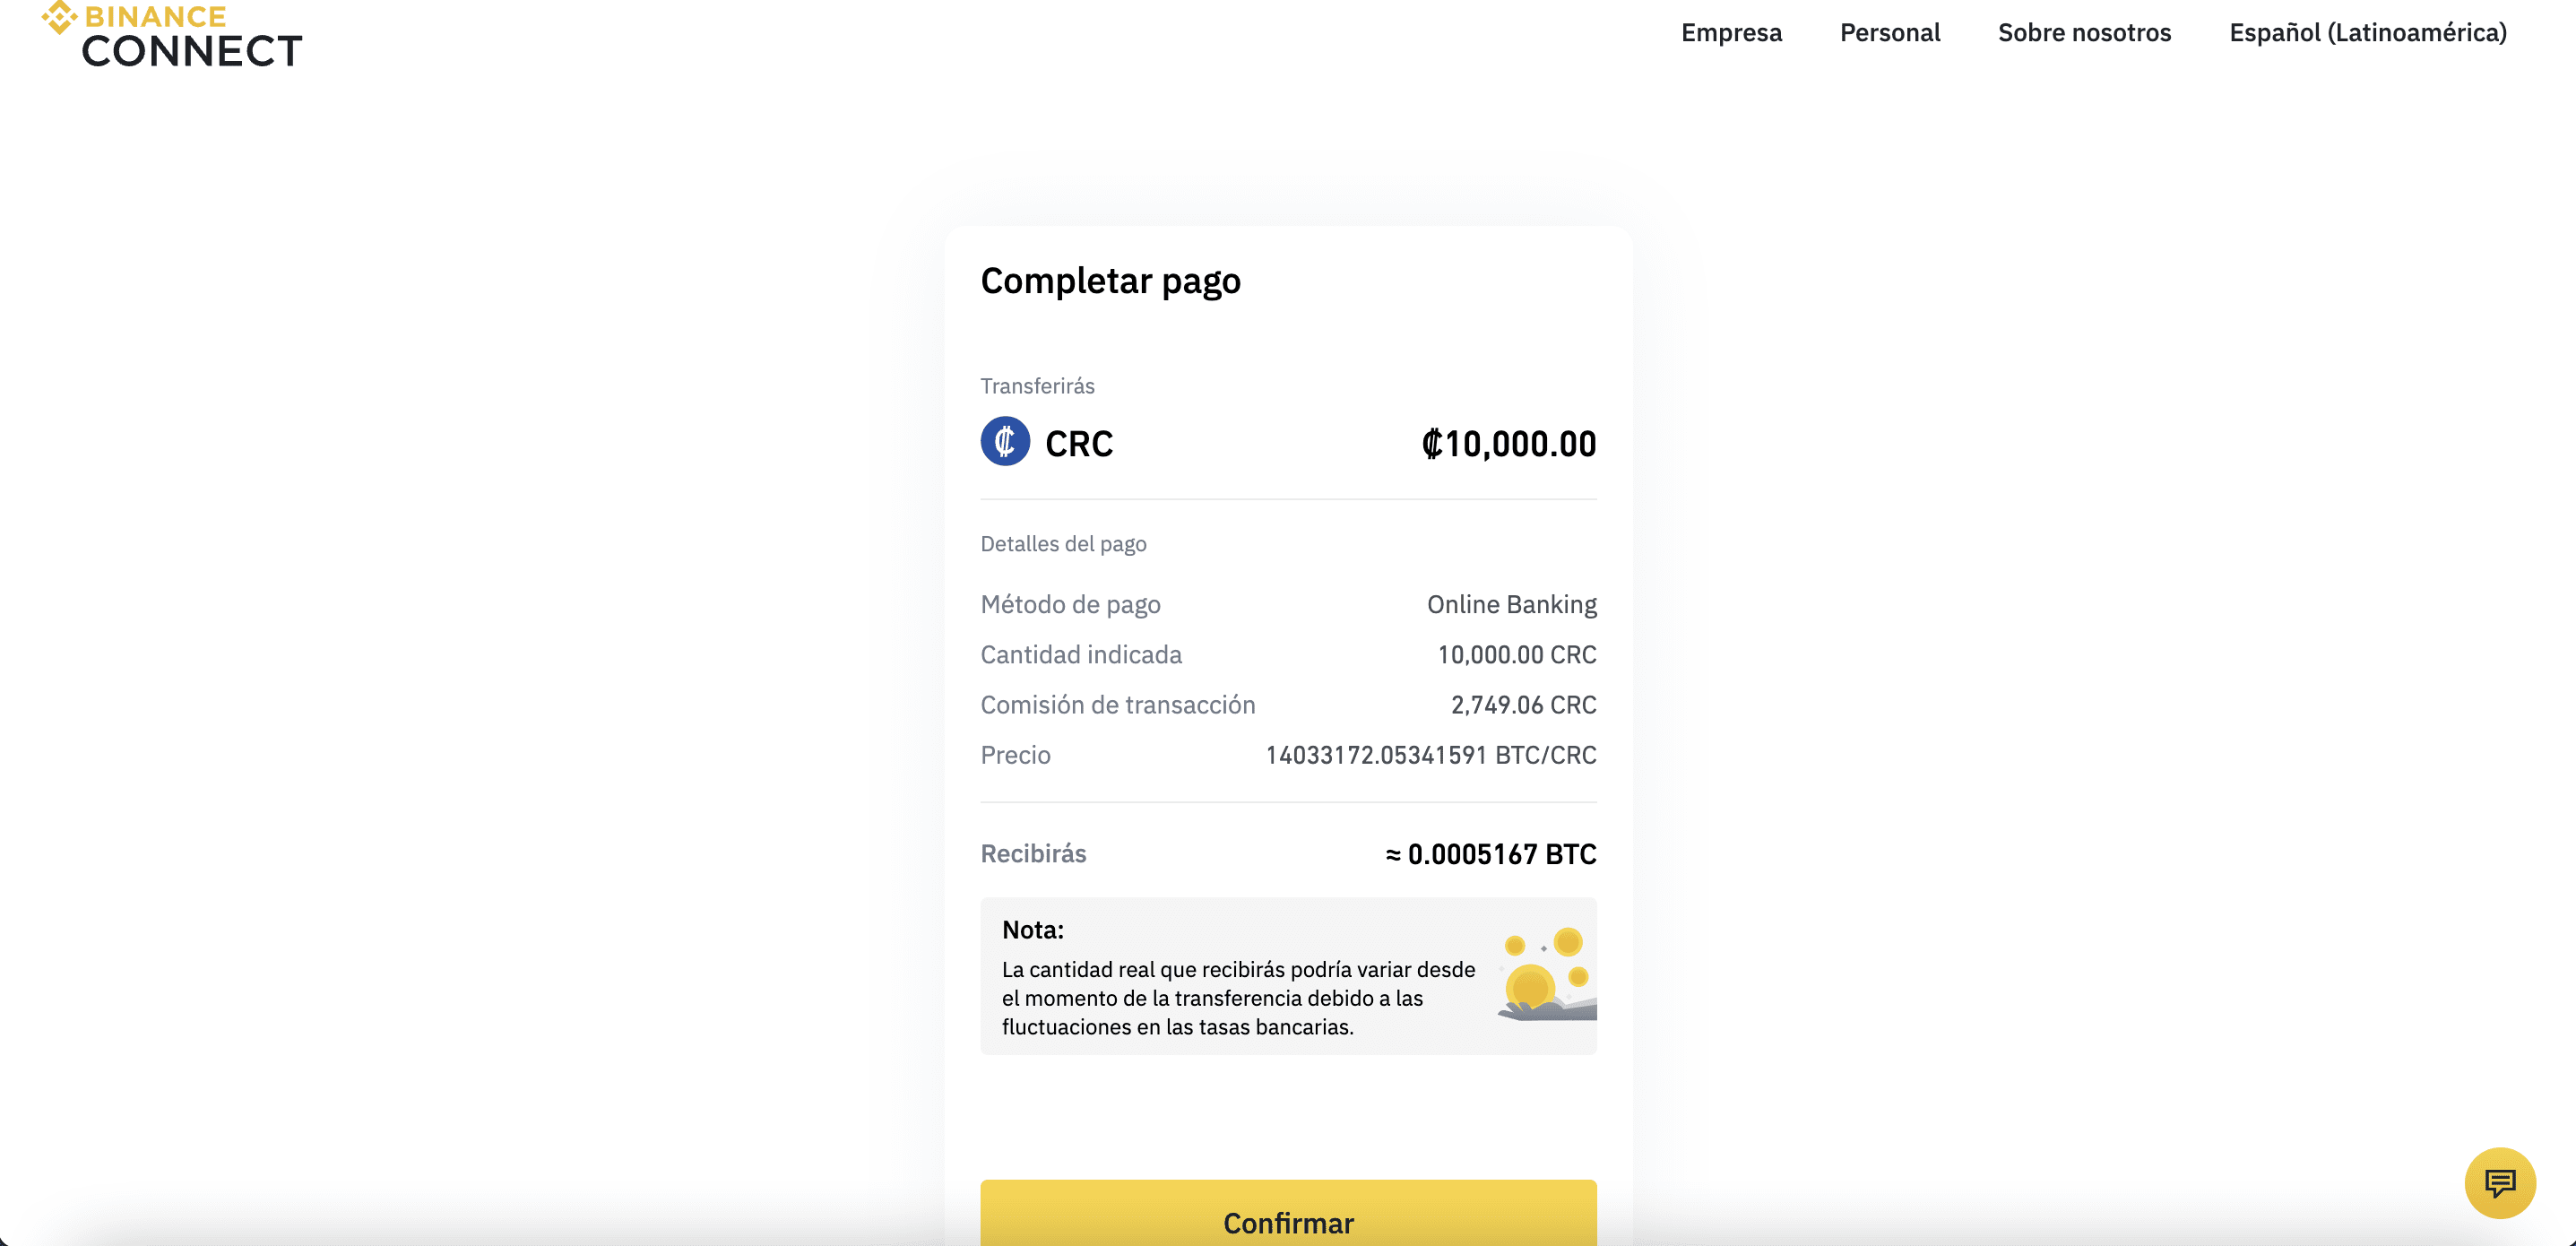 BINANCE
CONNECT
Empresa Personal Sobre nosotros Español (Latinoamérica)
Completar pago
Transferirás
₡ CRC ₡10,000.00
Detalles del pago
Método de pago Online Banking
Cantidad indicada 10,000.00 CRC
Comisión de transacción 2,749.06 CRC
Precio 14033172.05341591 BTC/CRC
Recibirás ≈ 0.0005167 BTC
Nota:
La cantidad real que recibirás podría variar desde
el momento de la transferencia debido a las
fluctuaciones en las tasas bancarias.
Confirmar